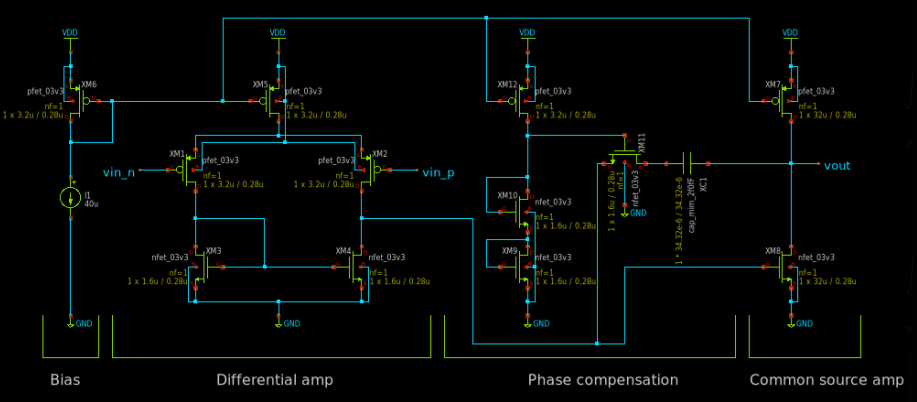 VDD
VDD
VDD
VDD
XM6
pfet_03v3
nf=1
1 x 3.2u / 0.28u
XM5
pfet_03v3
nf=1
1 x 3.2u / 0.28u
XM12
pfet_03v3
nf=1
1 x 3.2u / 0.28u
XM7
pfet_03v3
nf=1
1 x 32u / 0.28u
vin_n
XM1
pfet_03v3
nf=1
1 x 3.2u / 0.28u
pfet_03v3
XM2
nf=1
1 x 3.2u / 0.28u
vin_p
XM11
nfet_03v3
nf=1
1 x 1.6u / 0.28u
GND
XC1
cap_mim_2f0fF
1 * 34.32e-6 / 34.32e-6
vout
I1
40u
XM10
nfet_03v3
nf=1
1 x 1.6u / 0.28u
XM3
nfet_03v3
nf=1
1 x 1.6u / 0.28u
XM4
nfet_03v3
nf=1
1 x 1.6u / 0.28u
XM9
nfet_03v3
nf=1
1 x 1.6u / 0.28u
XM8
nfet_03v3
nf=1
1 x 32u / 0.28u
GND
GND
GND
GND
Bias
Differential amp
Phase compensation
Common source amp